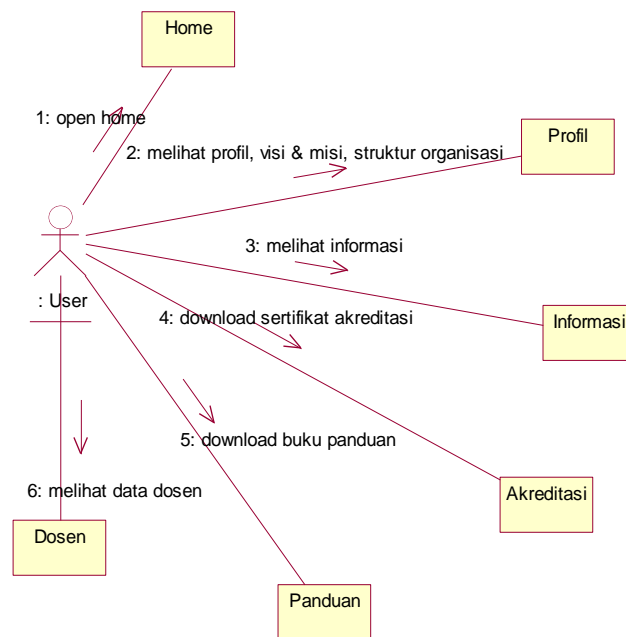 Home
1: open home
Profil
2: melihat profil, visi & misi, struktur organisasi
3: melihat informasi
: User
4: download sertifikat akreditasi
Informasi
5: download buku panduan
6: melihat data dosen
Akreditasi
Dosen
Panduan